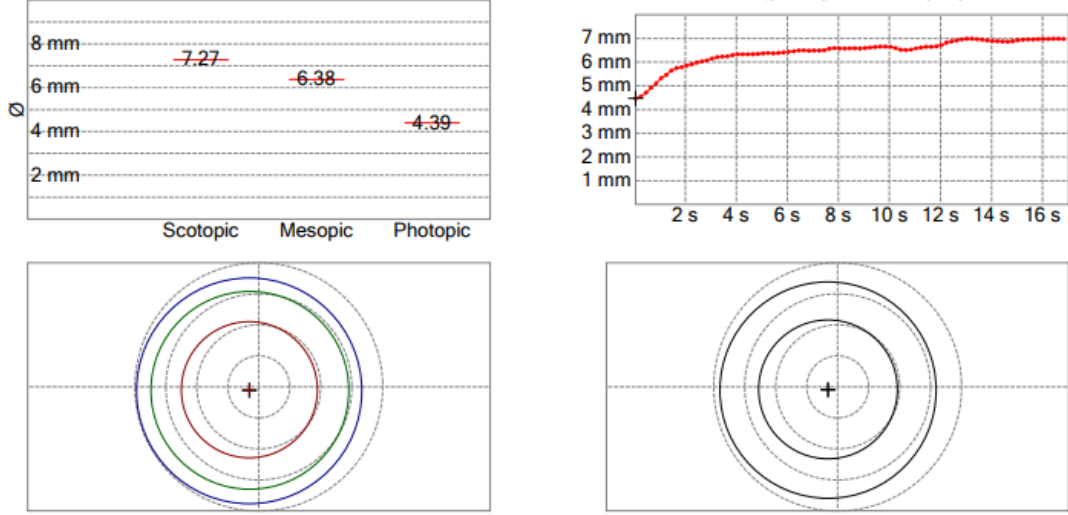 8 mm
7.27
6 mm
6.38
Ø
4 mm
4.39
2 mm
Scotopic Mesopic Photopic
7 mm
6 mm
5 mm
4 mm
3 mm
2 mm
1 mm
2 s 4 s 6 s 8 s 10 s 12 s 14 s 16 s